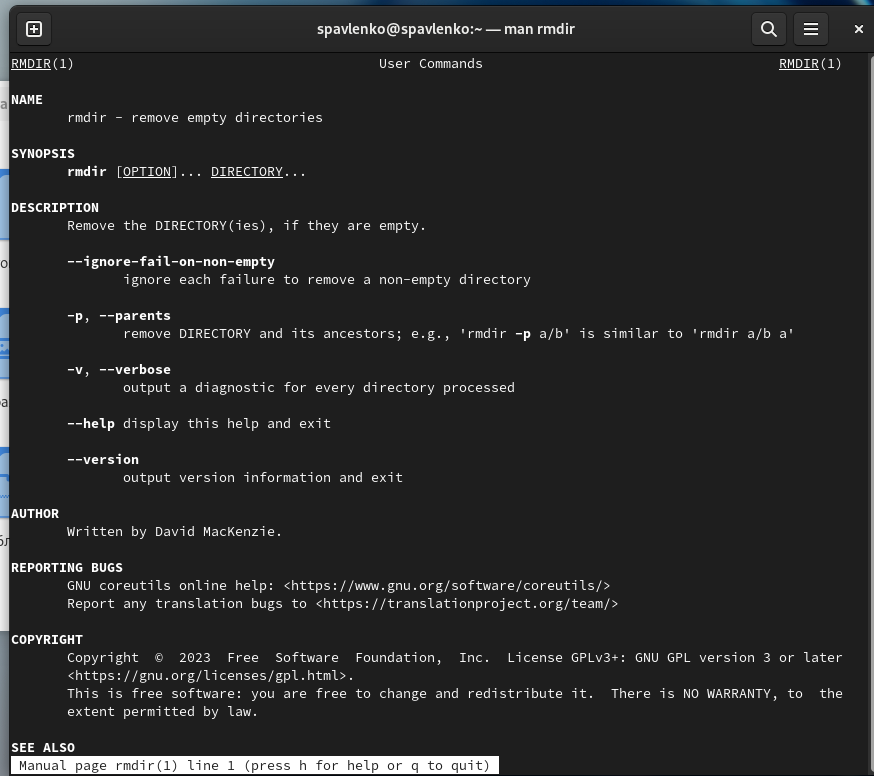 spavlenko@spavlenko:~ — man rmdir
RMDIR(1) User Commands RMDIR(1)
NAME
rmdir - remove empty directories
SYNOPSIS
rmdir [OPTION]... DIRECTORY...
DESCRIPTION
Remove the DIRECTORY(ies), if they are empty.
--ignore-fail-on-non-empty
ignore each failure to remove a non-empty directory
-p, --parents
remove DIRECTORY and its ancestors; e.g., 'rmdir -p a/b' is similar to 'rmdir a/b a'
-v, --verbose
output a diagnostic for every directory processed
--help display this help and exit
--version
output version information and exit
AUTHOR
Written by David MacKenzie.
REPORTING BUGS
GNU coreutils online help: <https://www.gnu.org/software/coreutils/>
Report any translation bugs to <https://translationproject.org/team/>
COPYRIGHT
Copyright © 2023 Free Software Foundation, Inc. License GPLv3+: GNU GPL version 3 or later
<https://gnu.org/licenses/gpl.html>.
This is free software: you are free to change and redistribute it. There is NO WARRANTY, to the
extent permitted by law.
SEE ALSO
Manual page rmdir(1) line 1 (press h for help or q to quit)